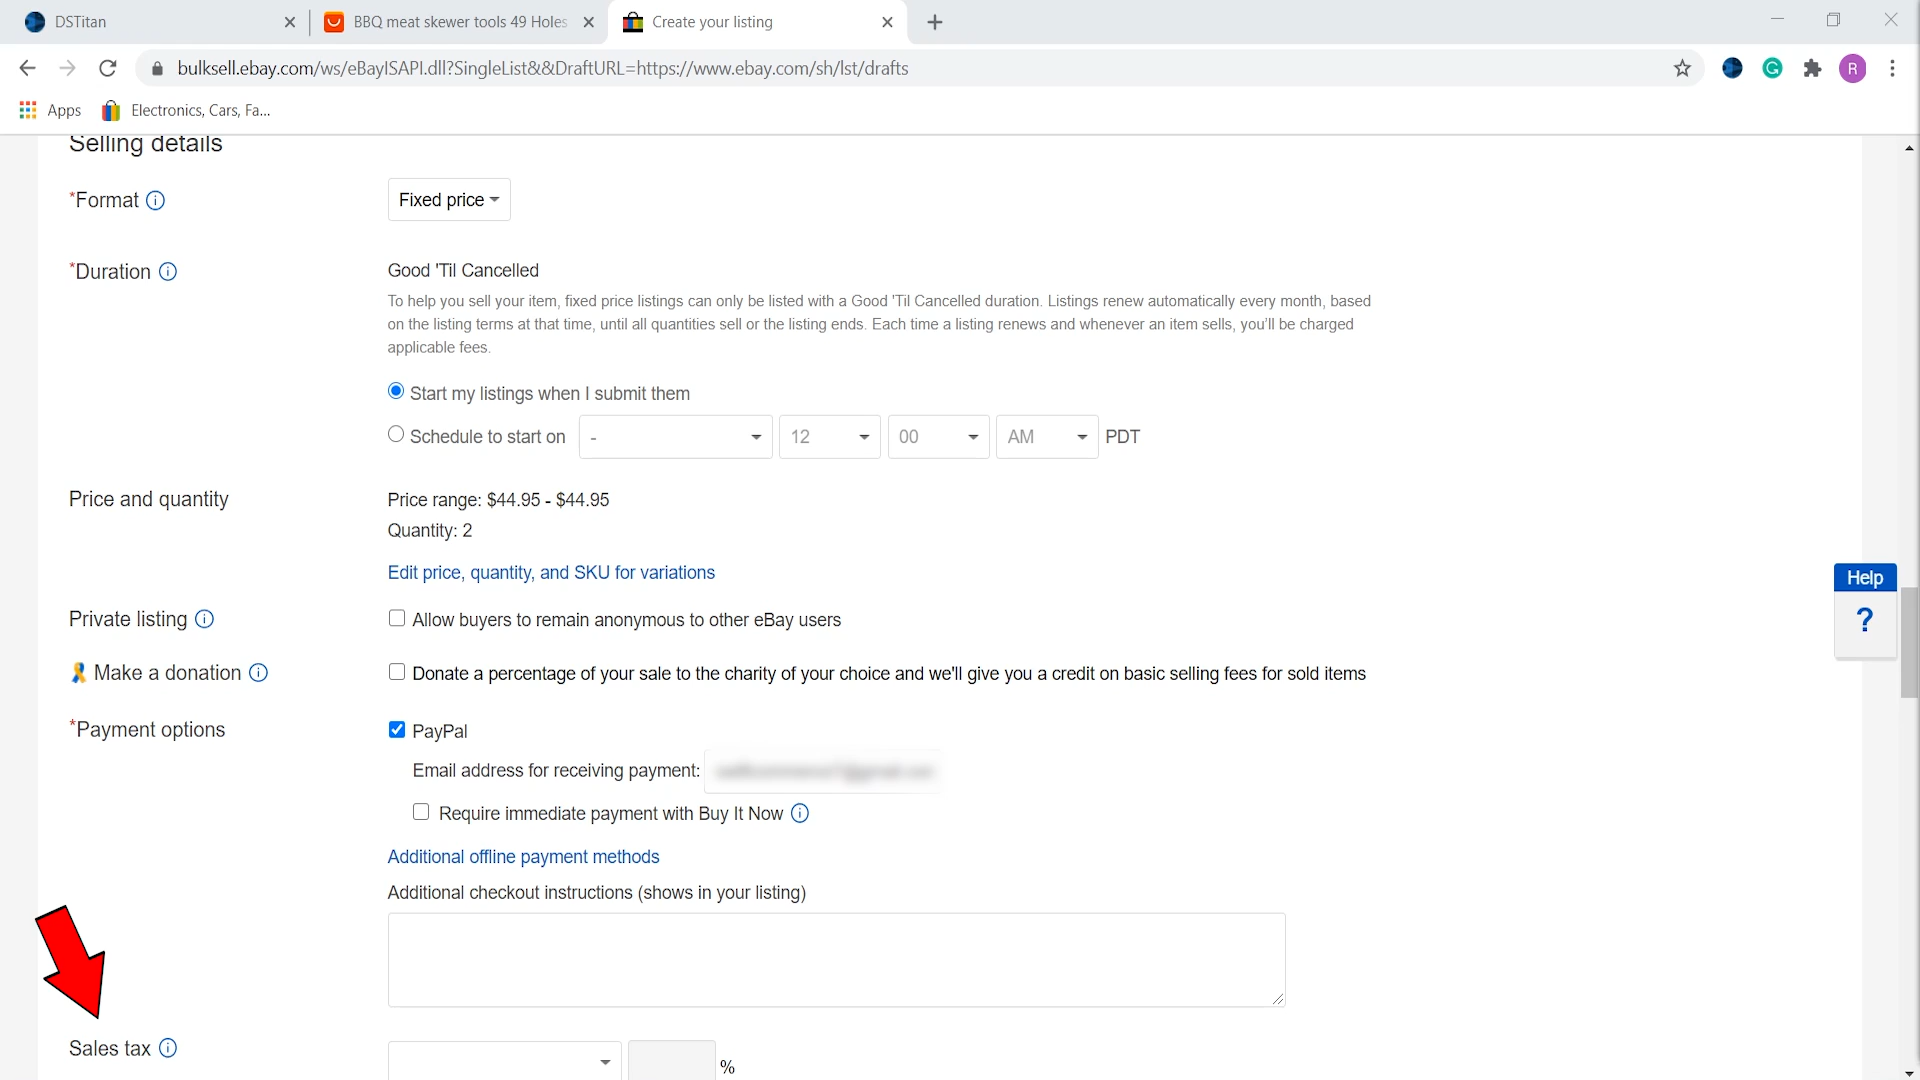 DSTitan
BBQ meat skewer tools 49 Holes
Create your listing
bulksell.ebay.com/ws/eBayISAPI.dll?SingleList&&DraftURL=https://www.ebay.com/sh/lst/drafts
G
R
Apps
Electronics, Cars, Fa...
Selling details
*Format
Fixed price
*Duration
Good 'Til Cancelled
To help you sell your item, fixed price listings can only be listed with a Good 'Til Cancelled duration. Listings renew automatically every month, based
on the listing terms at that time, until all quantities sell or the listing ends. Each time a listing renews and whenever an item sells, you'll be charged
applicable fees.
Start my listings when I submit them
Schedule to start on - 12 00 AM PDT
Price and quantity
Price range: $44.95 - $44.95
Quantity: 2
Edit price, quantity, and SKU for variations
Help
?
Private listing
Allow buyers to remain anonymous to other eBay users
Make a donation
Donate a percentage of your sale to the charity of your choice and we'll give you a credit on basic selling fees for sold items
*Payment options
PayPal
Email address for receiving payment:
Require immediate payment with Buy It Now
Additional offline payment methods
Additional checkout instructions (shows in your listing)
Sales tax
%